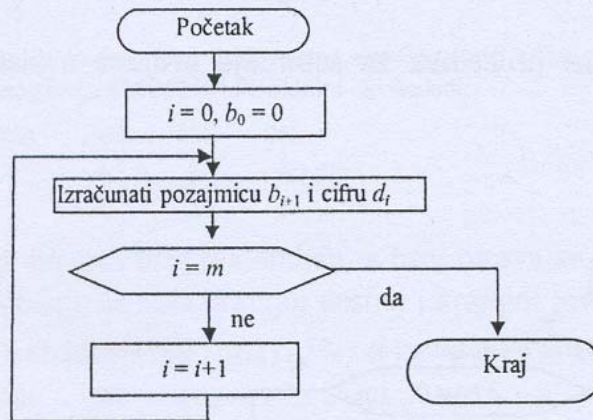 Početak
i = 0, b₀ = 0
Izračunati pozajmicu bᵢ₊₁ i cifru dᵢ
i = m
da
ne
i = i+1
Kraj